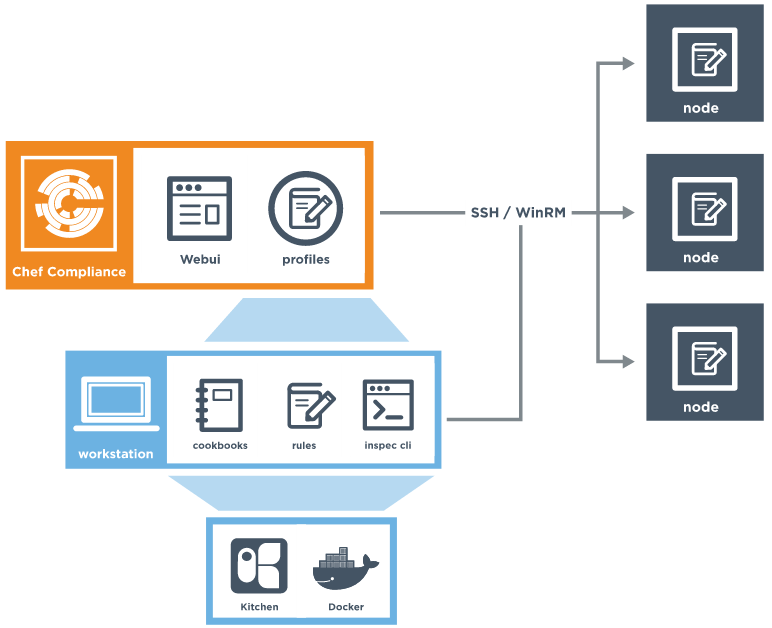 node
Chef Compliance
Webui
profiles
SSH / WinRM
node
workstation
cookbooks
rules
inspec cli
node
Kitchen
Docker